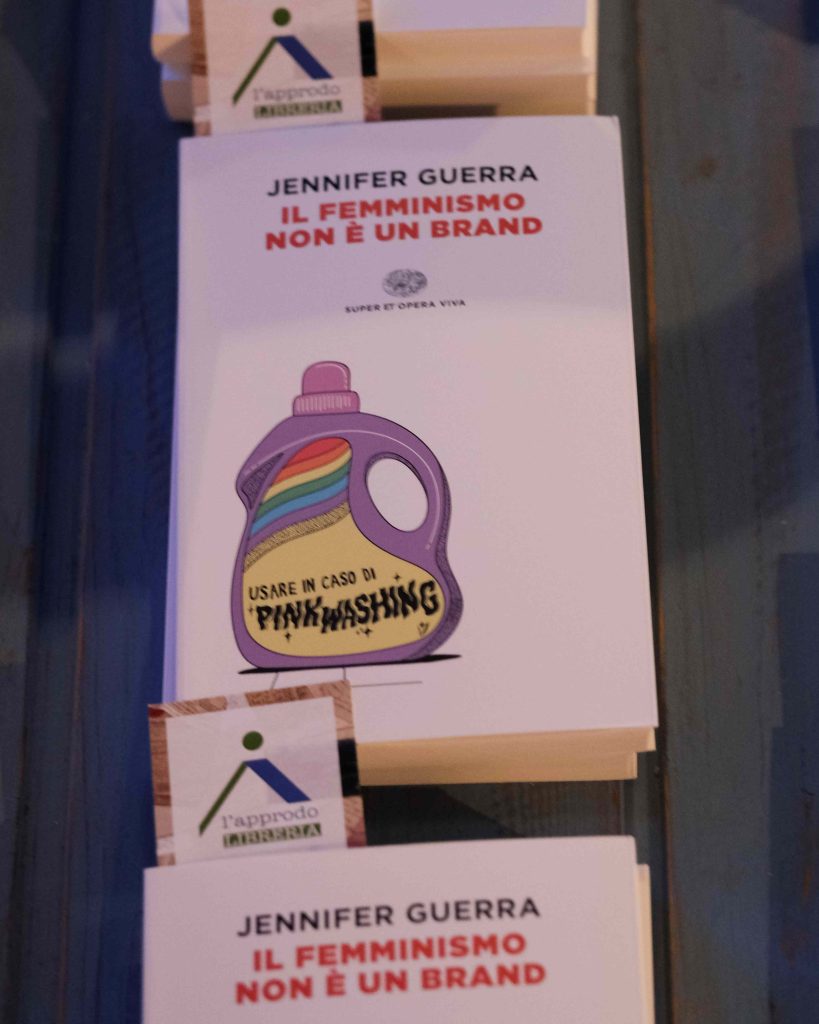 l'approdo
LIBRERIA
JENNIFER GUERRA
IL FEMMINISMO
NON È UN BRAND
SUPER ET OPERA VIVA
USARE IN CASO DI
PINKWASHING
l'approdo
LIBRERIA
JENNIFER GUERRA
IL FEMMINISMO
NON È UN BRAND